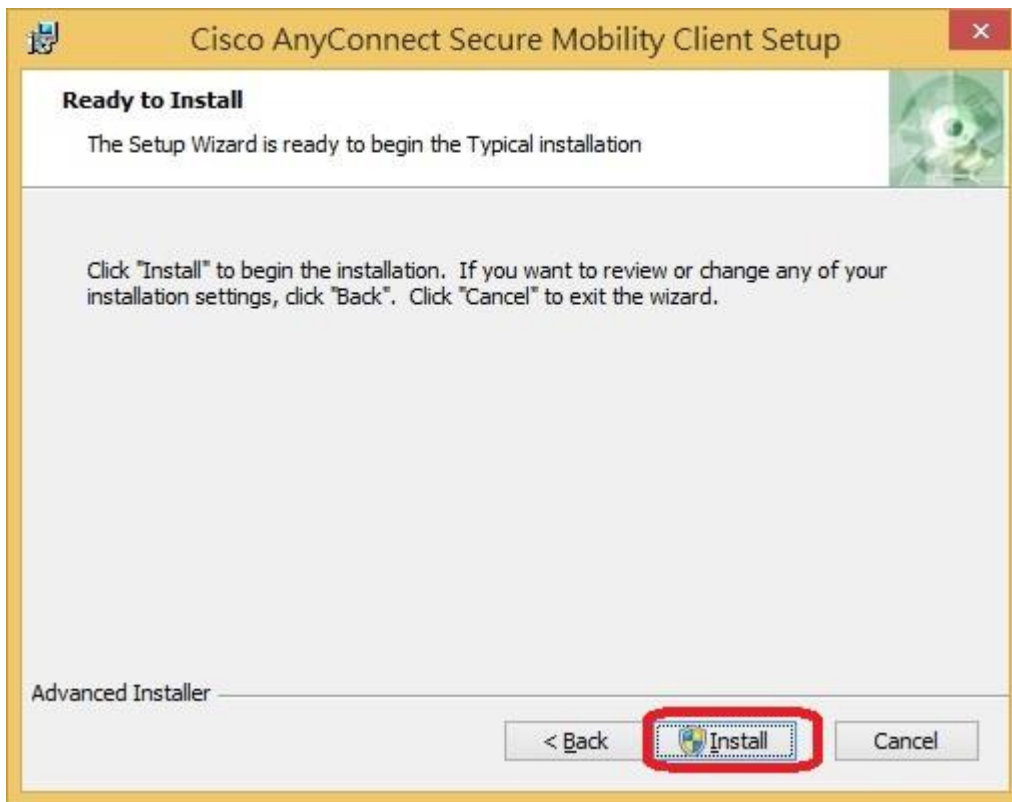 Cisco AnyConnect Secure Mobility Client Setup
Ready to Install
The Setup Wizard is ready to begin the Typical installation
Click "Install" to begin the installation.  If you want to review or change any of your
installation settings, click "Back".  Click "Cancel" to exit the wizard.
Advanced Installer
< Back
Install
Cancel